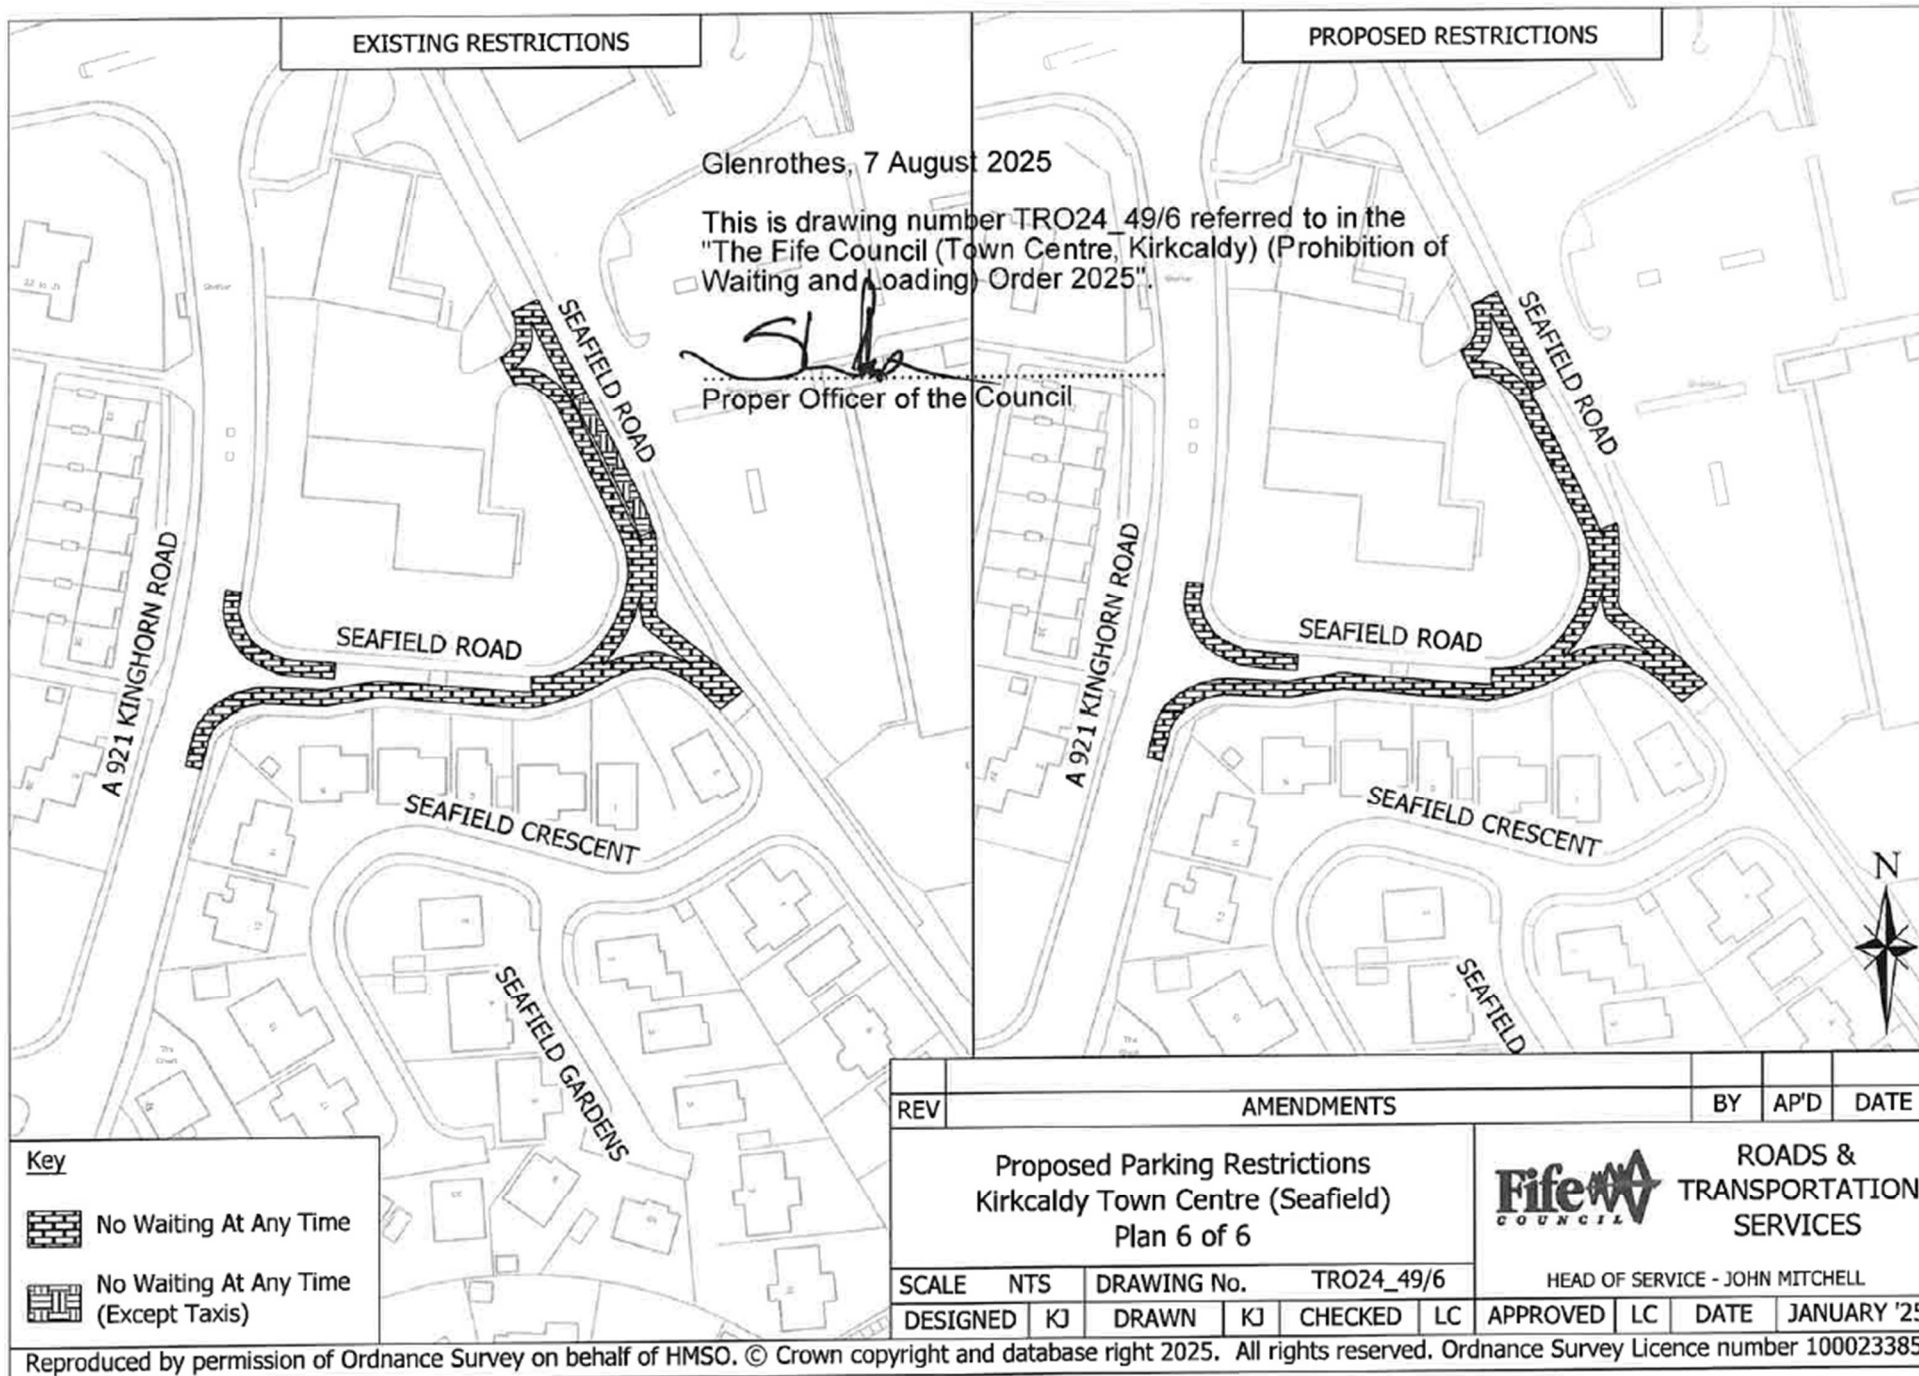 EXISTING RESTRICTIONS
PROPOSED RESTRICTIONS
Glenrothes, 7 August 2025
This is drawing number TRO24_49/6 referred to in the
"The Fife Council (Town Centre, Kirkcaldy) (Prohibition of
Waiting and Loading) Order 2025".
Proper Officer of the Council
SEAFIELD ROAD
SEAFIELD ROAD
A 921 KINGHORN ROAD
SEAFIELD CRESCENT
SEAFIELD GARDENS
SEAFIELD ROAD
SEAFIELD ROAD
A 921 KINGHORN ROAD
SEAFIELD CRESCENT
SEAFIELD
N
Key
No Waiting At Any Time
No Waiting At Any Time
(Except Taxis)
REV AMENDMENTS BY AP'D DATE
Proposed Parking Restrictions
Kirkcaldy Town Centre (Seafield)
Plan 6 of 6
Fife
COUNCIL
ROADS &
TRANSPORTATION
SERVICES
HEAD OF SERVICE - JOHN MITCHELL
SCALE NTS DRAWING No. TRO24_49/6
DESIGNED KJ DRAWN KJ CHECKED LC APPROVED LC DATE JANUARY '25
Reproduced by permission of Ordnance Survey on behalf of HMSO. © Crown copyright and database right 2025. All rights reserved. Ordnance Survey Licence number 100023385